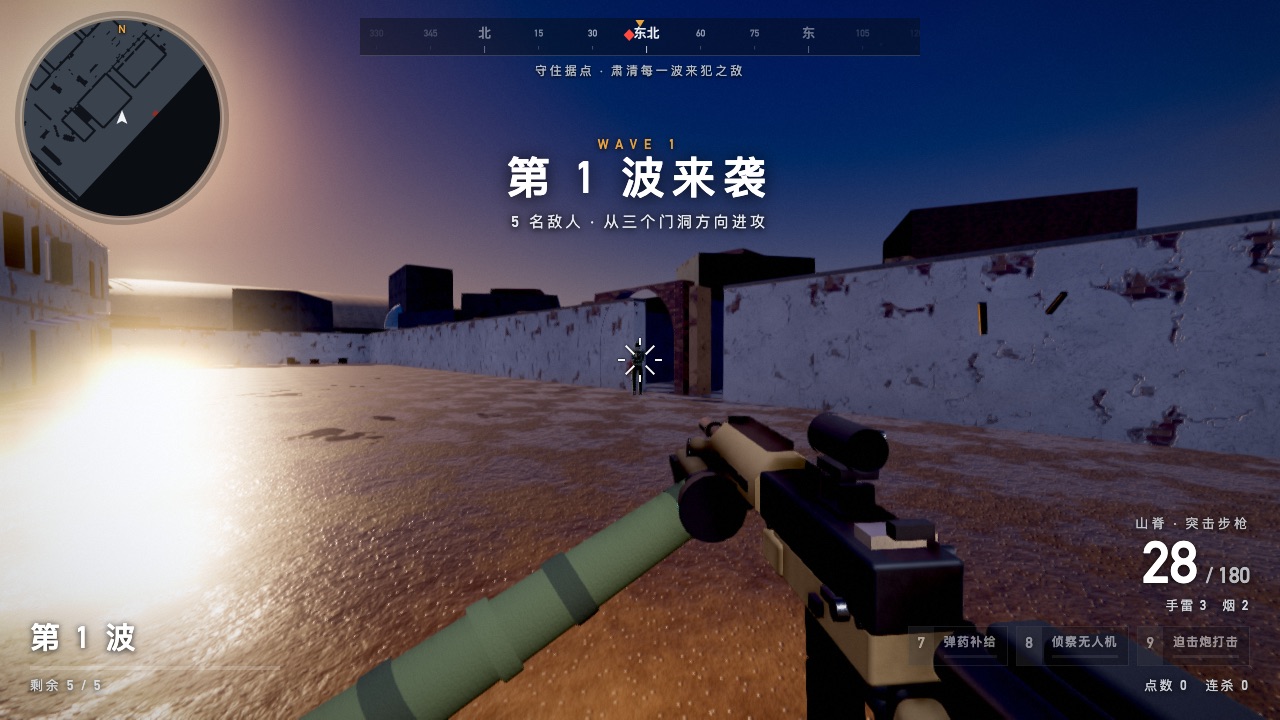 N
330 345 北 15 30 东北 60 75 东 105
守住据点 · 肃清每一波来犯之敌
WAVE 1
第 1 波来袭
5 名敌人 · 从三个门洞方向进攻
山脊 · 突击步枪
28 / 180
手雷 3 烟 2
第 1 波
7 弹药补给 8 侦察无人机 9 迫击炮打击
剩余 5 / 5
点数 0 连杀 0